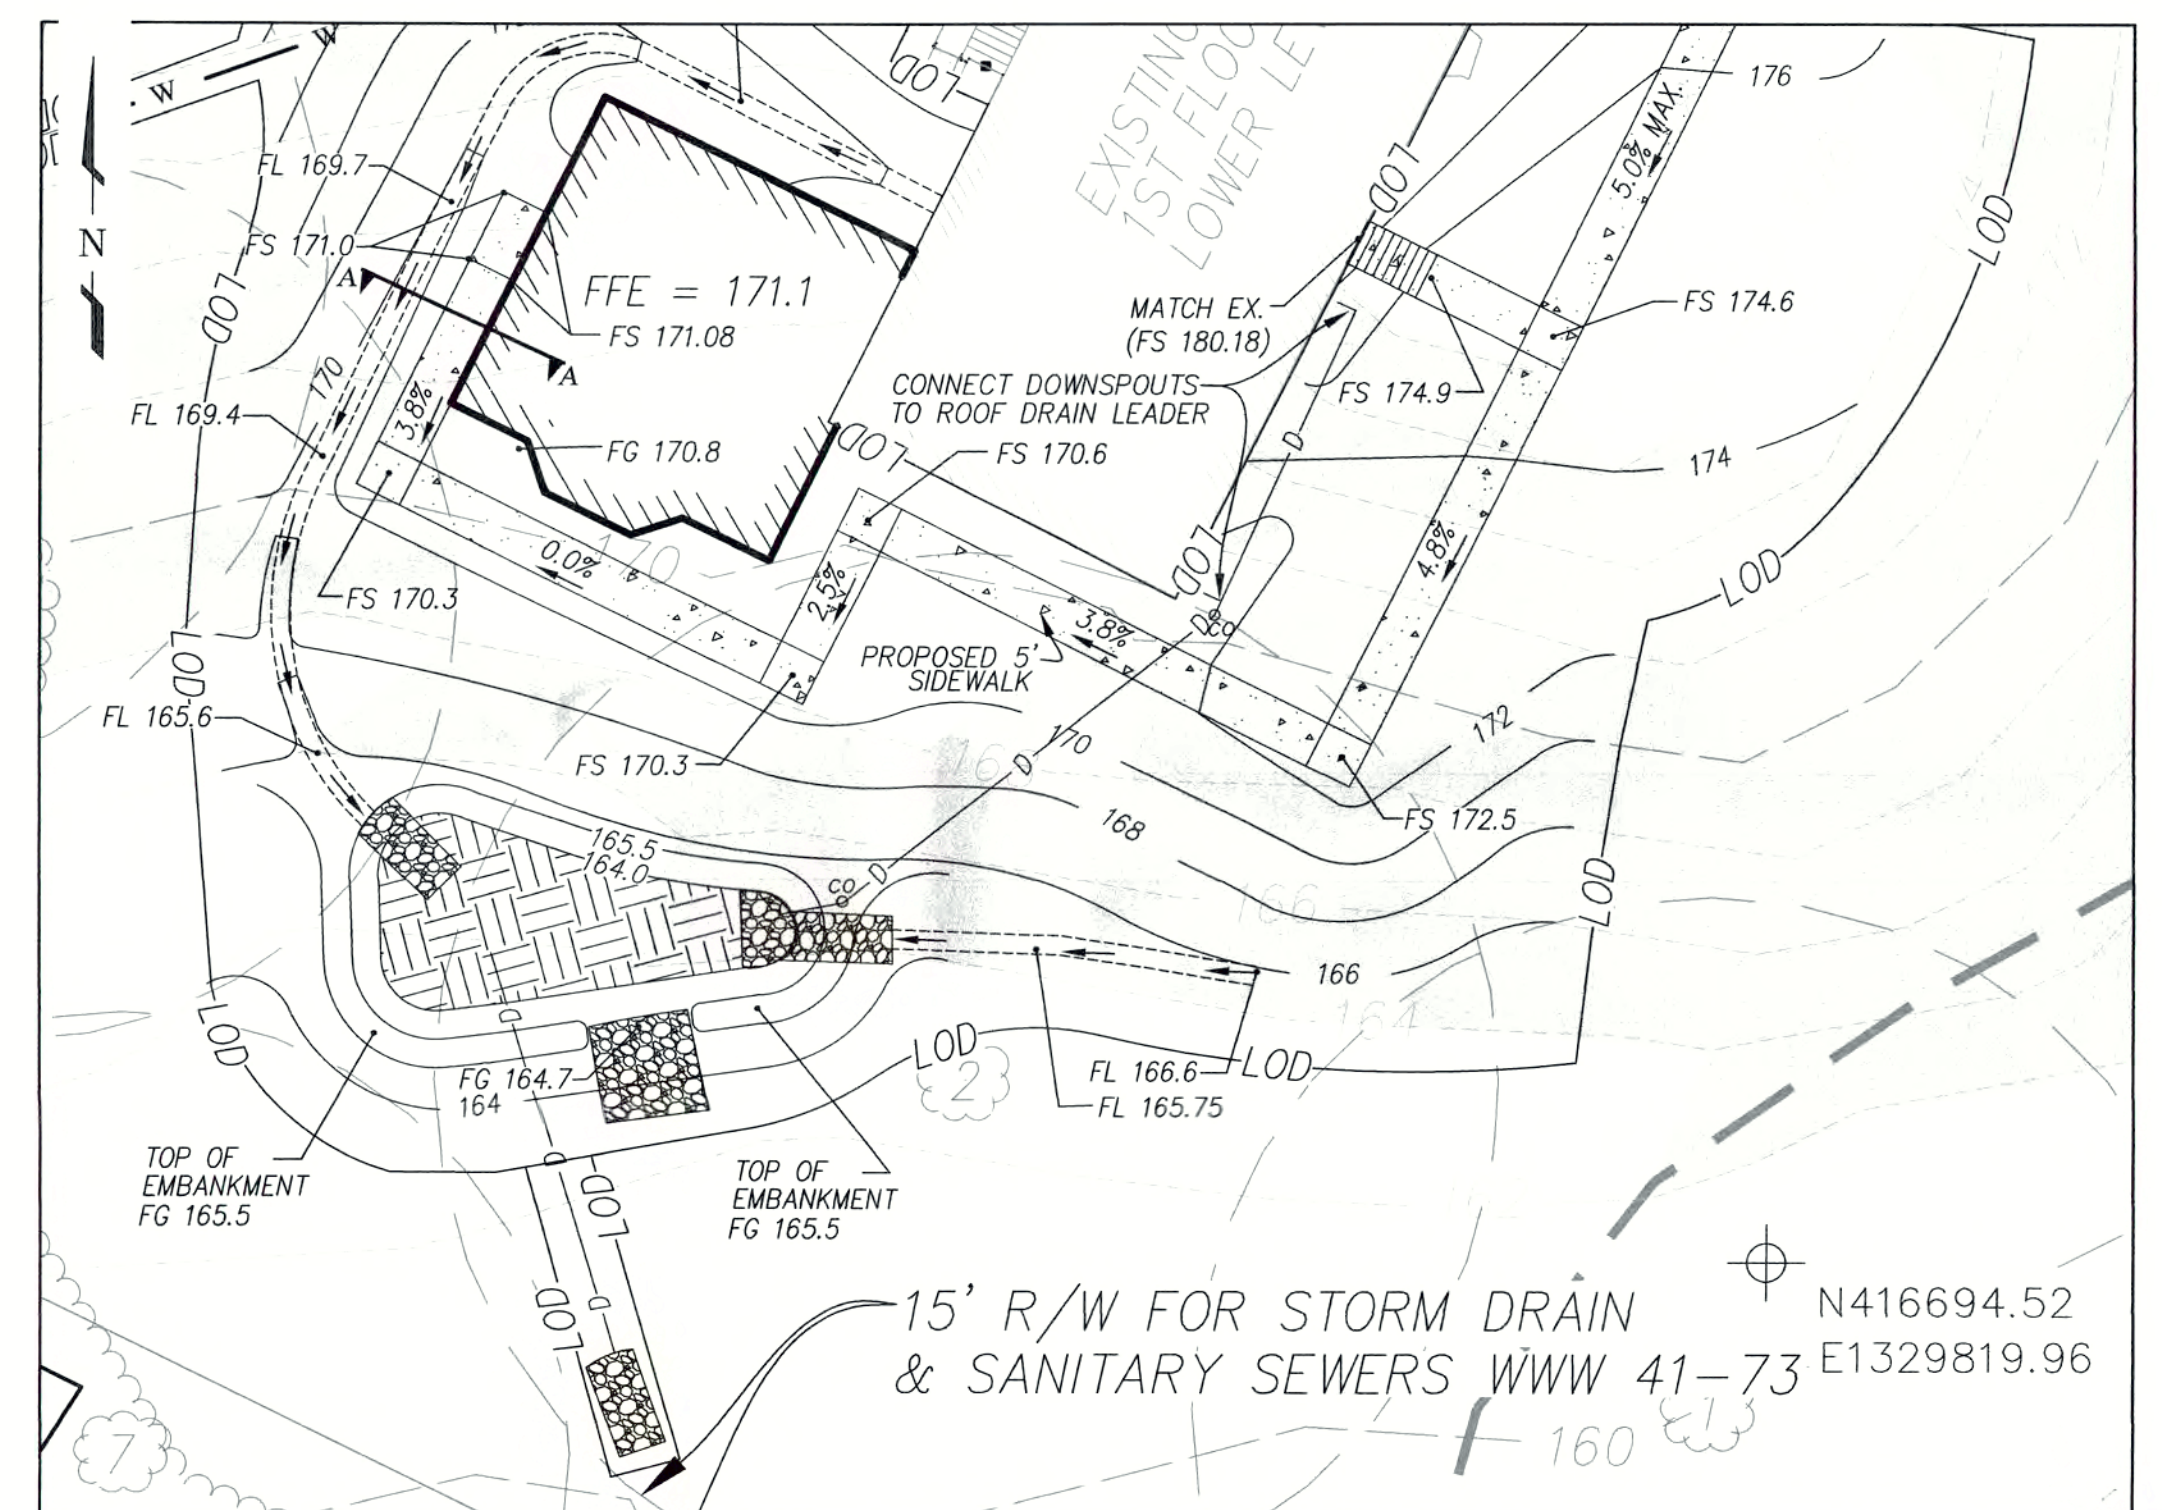 W
W
LOD
EXISTING
1ST FLOO
LOWER LE
176
5.0% MAX.
LOD
LOD
FL 169.7
N
FS 171.0
A
FFE = 171.1
FS 171.08
A
LOD
MATCH EX.
(FS 180.18)
FS 174.6
170
CONNECT DOWNSPOUTS
TO ROOF DRAIN LEADER
FS 174.9
3.8%
FL 169.4
FG 170.8
LOD
FS 170.6
D
174
0.0%
170
2.5%
LOD
4.8%
LOD
FS 170.3
D
CO
3.8%
PROPOSED 5'
SIDEWALK
LOD
FL 165.6
FS 170.3
170
D
172
168
FS 172.5
165.5
164.0
CO
D
LOD
166
166
164
D
LOD
LOD
LOD
FG 164.7
164
2
FL 166.6
FL 165.75
TOP OF
EMBANKMENT
FG 165.5
TOP OF
EMBANKMENT
FG 165.5
D
LOD
LOD
D
15' R/W FOR STORM DRAIN
& SANITARY SEWERS WWW 41-73
N416694.52
E1329819.96
7
160
1